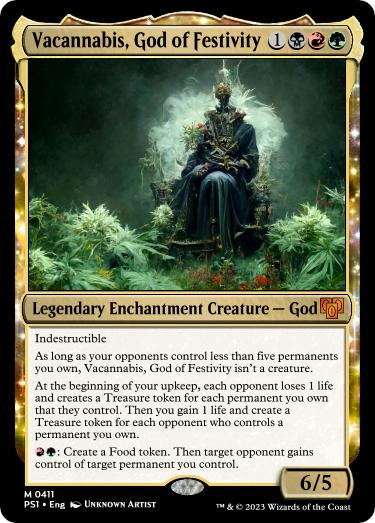 Vacannabis, God of Festivity 1
Legendary Enchantment Creature — God
Indestructible
As long as your opponents control less than five permanents
you own, Vacannabis, God of Festivity isn't a creature.
At the beginning of your upkeep, each opponent loses 1 life
and creates a Treasure token for each permanent you own
that they control. Then you gain 1 life and create a
Treasure token for each opponent who controls a
permanent you own.
: Create a Food token. Then target opponent gains
control of target permanent you control.
6/5
M 0411
PS1 • Eng Unknown Artist
™ & © 2023 Wizards of the Coast